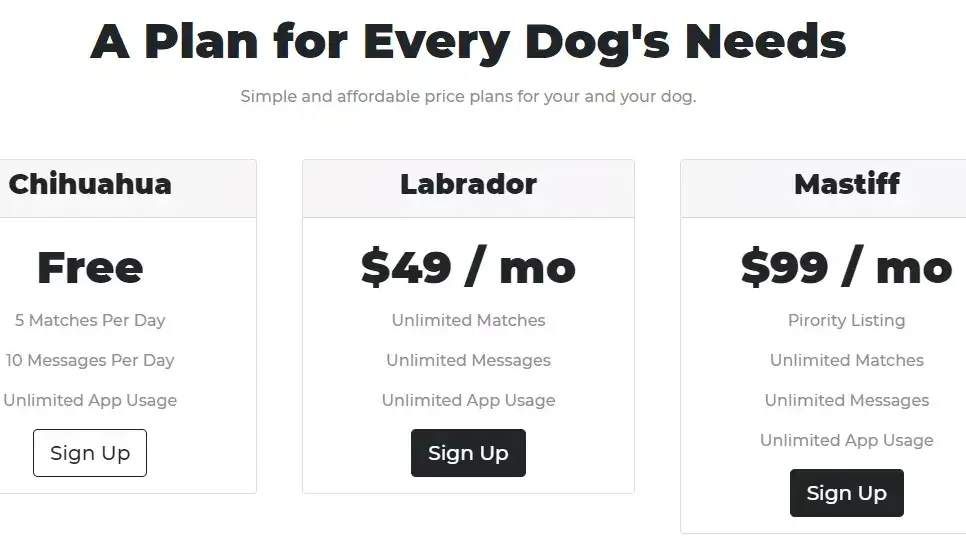 A Plan for Every Dog's Needs
Simple and affordable price plans for your and your dog.
Chihuahua
Free
5 Matches Per Day
10 Messages Per Day
Unlimited App Usage
Sign Up
Labrador
$49 / mo
Unlimited Matches
Unlimited Messages
Unlimited App Usage
Sign Up
Mastiff
$99 / mo
Pirority Listing
Unlimited Matches
Unlimited Messages
Unlimited App Usage
Sign Up